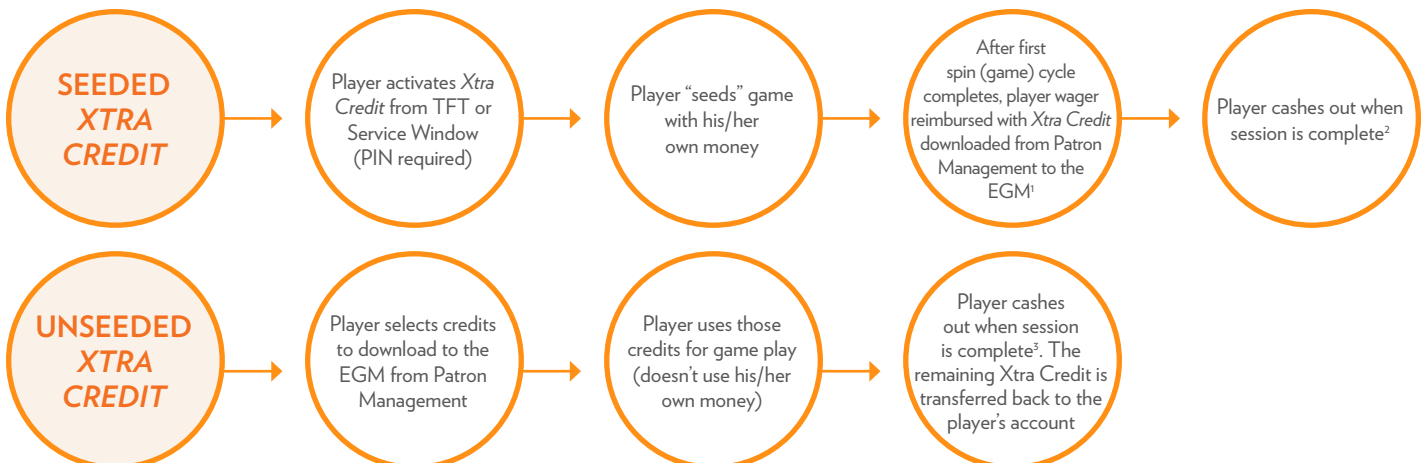 SEEDED
XTRA
CREDIT
Player activates Xtra
Credit from TFT or
Service Window
(PIN required)
Player “seeds” game
with his/her
own money
After first
spin (game) cycle
completes, player wager
reimbursed with Xtra Credit
downloaded from Patron
Management to the
EGM¹
Player cashes out when
session is complete²
UNSEEDED
XTRA
CREDIT
Player selects credits
to download to the
EGM from Patron
Management
Player uses those
credits for game play
(doesn’t use his/her
own money)
Player cashes
out when session
is complete³. The
remaining Xtra Credit is
transferred back to the
player’s account